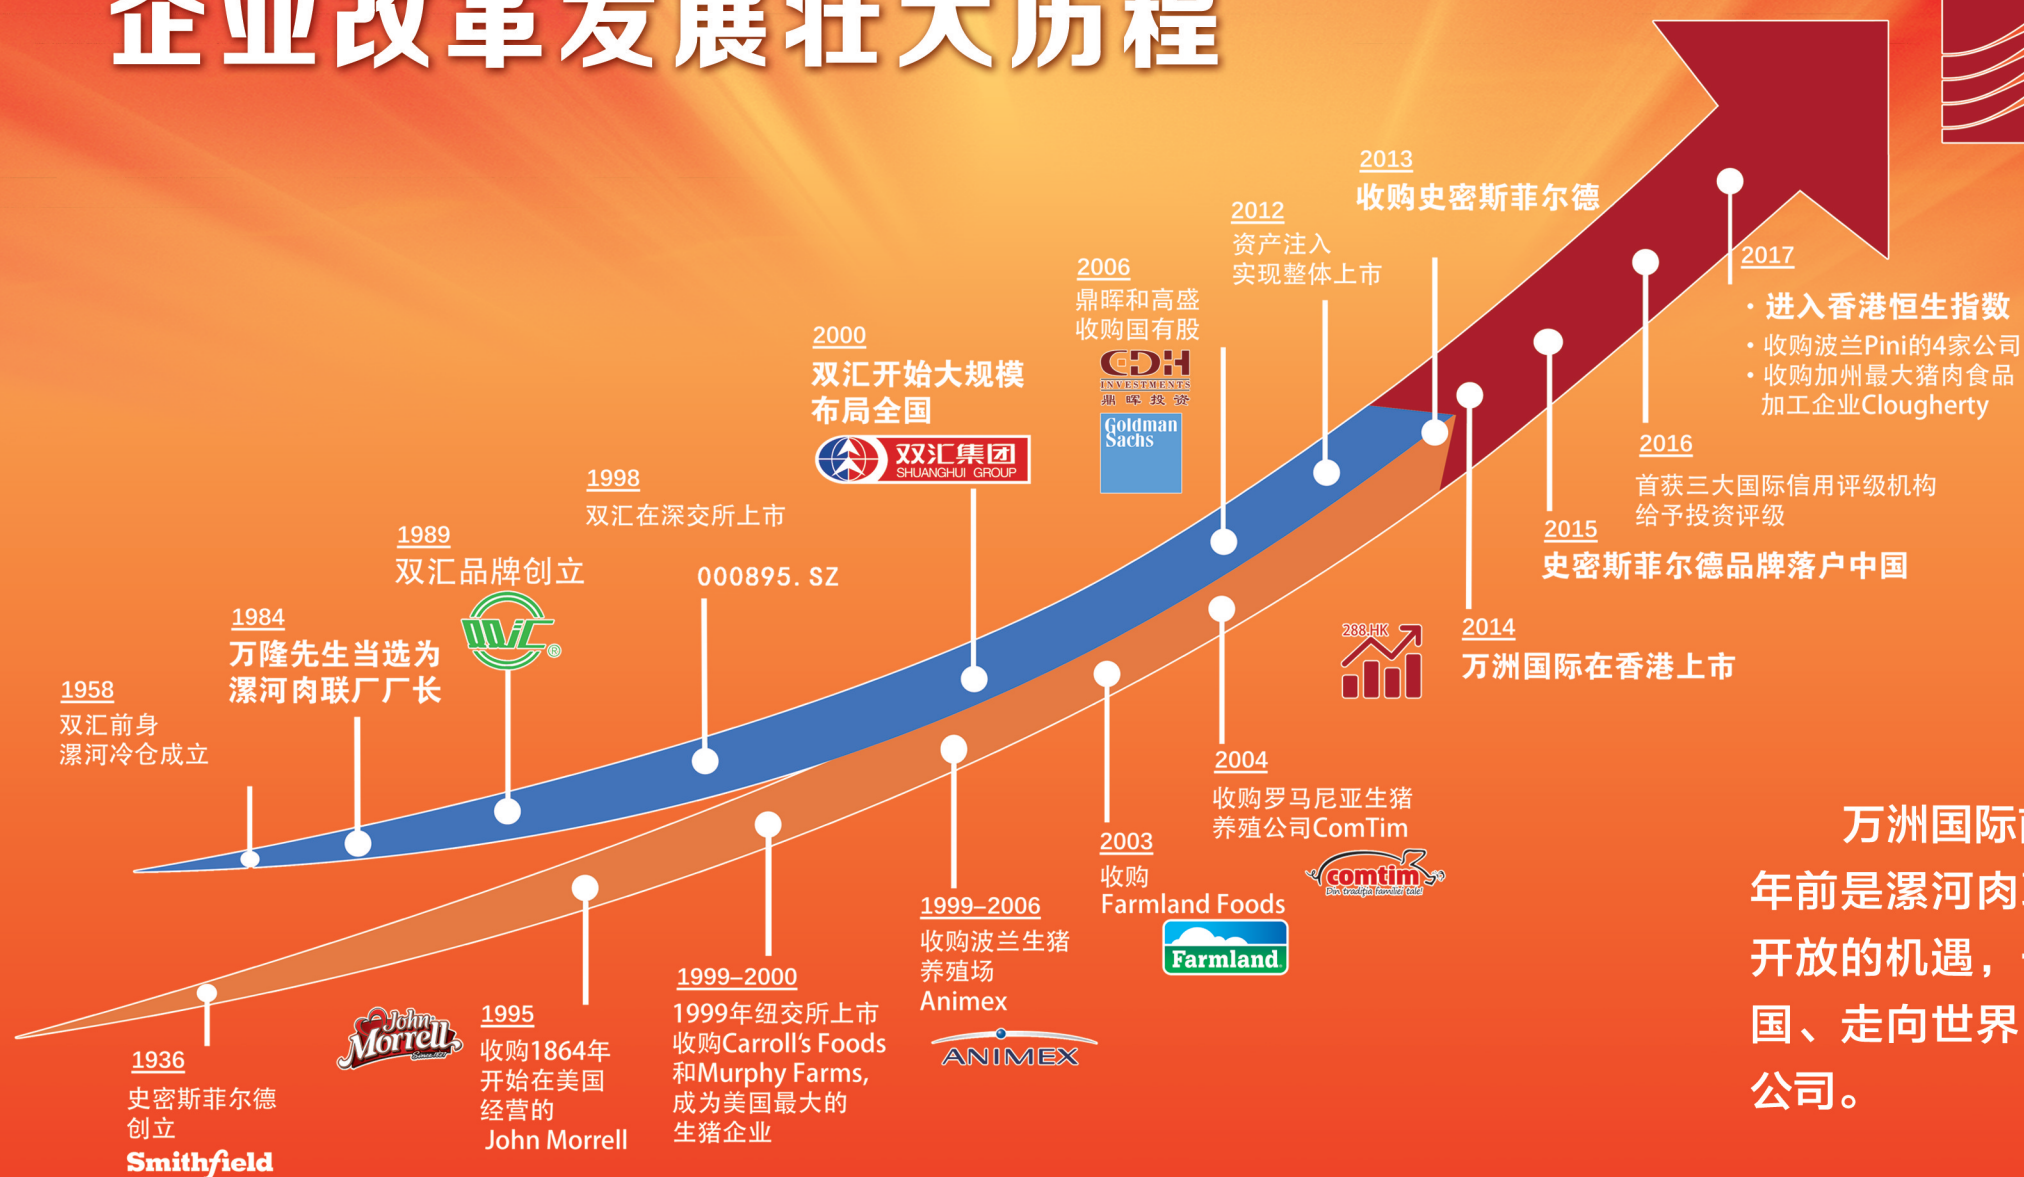 企业改革发展壮大历程
1958
双汇前身
漯河冷仓成立
1984
万隆先生当选为
漯河肉联厂厂长
1989
双汇品牌创立
®
1998
双汇在深交所上市
000895. SZ
2000
双汇开始大规模
布局全国
双汇集团
SHUANGHUI GROUP
2006
鼎晖和高盛
收购国有股
CDH
INVESTMENTS
鼎晖投资
Goldman
Sachs
2012
资产注入
实现整体上市
2013
收购史密斯菲尔德
2017
· 进入香港恒生指数
· 收购波兰Pini的4家公司
· 收购加州最大猪肉食品
加工企业Clougherty
2016
首获三大国际信用评级机构
给予投资评级
2015
史密斯菲尔德品牌落户中国
288.HK
2014
万洲国际在香港上市
2004
收购罗马尼亚生猪
养殖公司ComTim
comtim
Din tradiția familiei tale!
2003
收购
Farmland Foods
Farmland
1999–2006
收购波兰生猪
养殖场
Animex
ANIMEX
1999–2000
1999年纽交所上市
收购Carroll's Foods
和Murphy Farms,
成为美国最大的
生猪企业
1995
收购1864年
开始在美国
经营的
John Morrell
John
Morrell
1936
史密斯菲尔德
创立
Smithfield
万洲国际
年前是漯河肉
开放的机遇，
国、走向世界
公司。